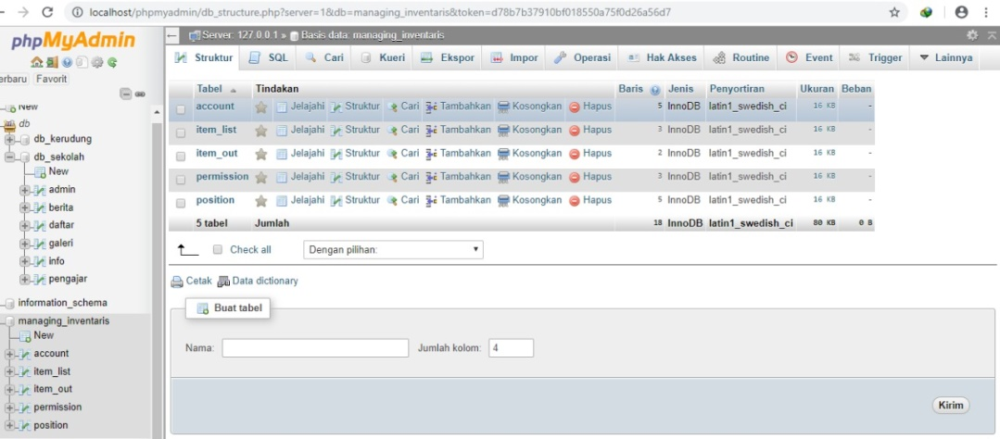 localhost/phpmyadmin/db_structure.php?server=1&db=managing_inventaris&token=d78b7b37910bf018550a75f0d26a56d7
phpMyAdmin
erbaru Favorit
New
db
db_kerudung
db_sekolah
New
admin
berita
daftar
galeri
info
pengajar
information_schema
managing_inventaris
New
account
item_list
item_out
permission
position
Server: 127.0.0.1 » Basis data: managing_inventaris
Struktur SQL Cari Kueri Ekspor Impor Operasi Hak Akses Routine Event Trigger Lainnya
Tabel Tindakan Baris Jenis Penyortiran Ukuran Beban
account Jelajahi Struktur Cari Tambahkan Kosongkan Hapus 5 InnoDB latin1_swedish_ci 16 KB -
item_list Jelajahi Struktur Cari Tambahkan Kosongkan Hapus 3 InnoDB latin1_swedish_ci 16 KB -
item_out Jelajahi Struktur Cari Tambahkan Kosongkan Hapus 2 InnoDB latin1_swedish_ci 16 KB -
permission Jelajahi Struktur Cari Tambahkan Kosongkan Hapus 3 InnoDB latin1_swedish_ci 16 KB -
position Jelajahi Struktur Cari Tambahkan Kosongkan Hapus 5 InnoDB latin1_swedish_ci 16 KB -
5 tabel Jumlah 18 InnoDB latin1_swedish_ci 80 KB 0 B
Check all Dengan pilihan:
Cetak Data dictionary
Buat tabel
Nama: Jumlah kolom: 4
Kirim